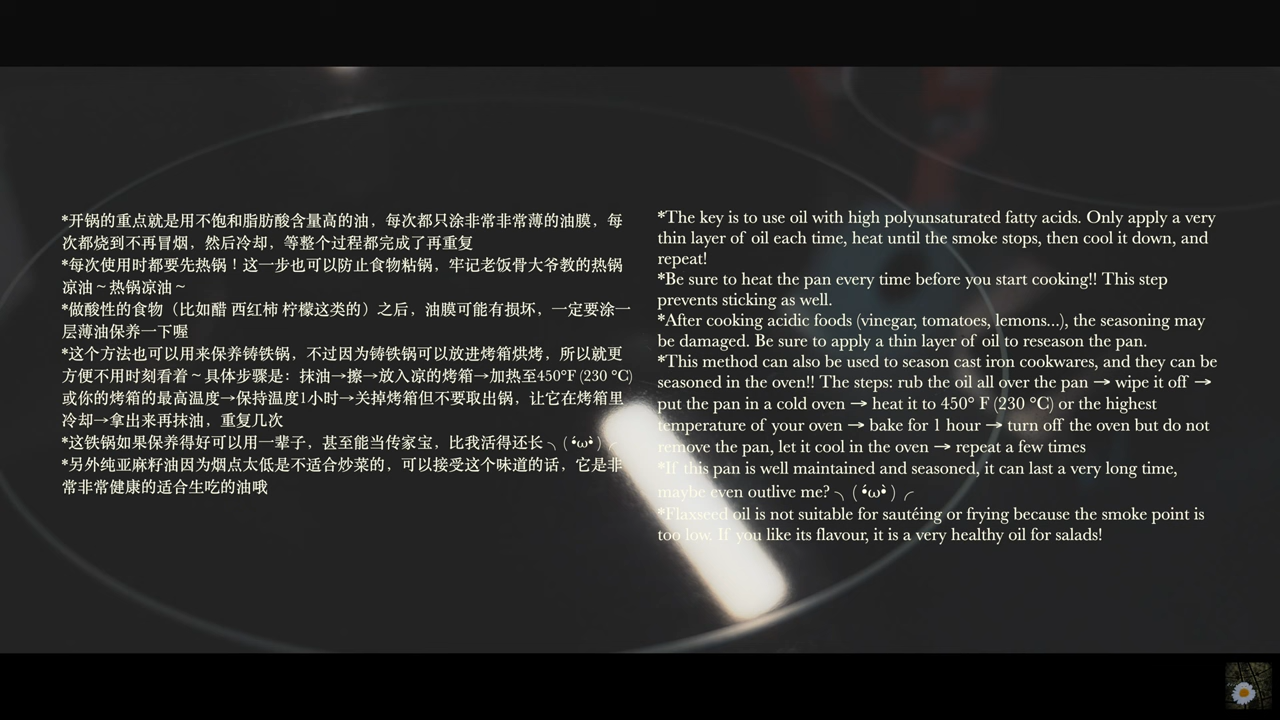 *开锅的重点就是用不饱和脂肪酸含量高的油，每次都只涂非常非常薄的油膜，每
次都烧到不再冒烟，然后冷却，等整个过程都完成了再重复
*每次使用时都要先热锅！这一步也可以防止食物粘锅，牢记老饭骨大爷教的热锅
凉油～热锅凉油～
*做酸性的食物（比如醋 西红柿 柠檬这类的）之后，油膜可能有损坏，一定要涂一
层薄油保养一下喔
*这个方法也可以用来保养铸铁锅，不过因为铸铁锅可以放进烤箱烘烤，所以就更
方便不用时刻看着～具体步骤是：抹油→擦→放入凉的烤箱→加热至450°F (230 °C)
或你的烤箱的最高温度→保持温度1小时→关掉烤箱但不要取出锅，让它在烤箱里
冷却→拿出来再抹油，重复几次
*这铁锅如果保养得好可以用一辈子，甚至能当传家宝，比我活得还长╮( •́ω•̀ )╭
*另外纯亚麻籽油因为烟点太低是不适合炒菜的，可以接受这个味道的话，它是非
常非常健康的适合生吃的油哦
*The key is to use oil with high polyunsaturated fatty acids. Only apply a very
thin layer of oil each time, heat until the smoke stops, then cool it down, and
repeat!
*Be sure to heat the pan every time before you start cooking!! This step
prevents sticking as well.
*After cooking acidic foods (vinegar, tomatoes, lemons...), the seasoning may
be damaged. Be sure to apply a thin layer of oil to reseason the pan.
*This method can also be used to season cast iron cookwares, and they can be
seasoned in the oven!! The steps: rub the oil all over the pan → wipe it off →
put the pan in a cold oven → heat it to 450° F (230 °C) or the highest
temperature of your oven → bake for 1 hour → turn off the oven but do not
remove the pan, let it cool in the oven → repeat a few times
*If this pan is well maintained and seasoned, it can last a very long time,
maybe even outlive me?╮( •́ω•̀ )╭
*Flaxseed oil is not suitable for sautéing or frying because the smoke point is
too low. If you like its flavour, it is a very healthy oil for salads!